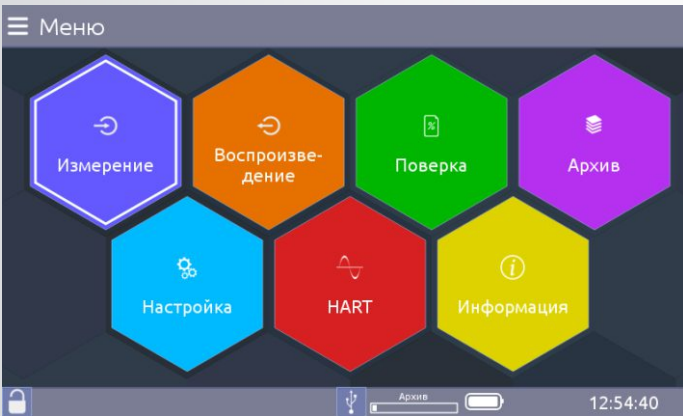 Меню
Измерение
Воспроизве-
дение
Поверка
Архив
Настройка
HART
Информация
Архив
12:54:40